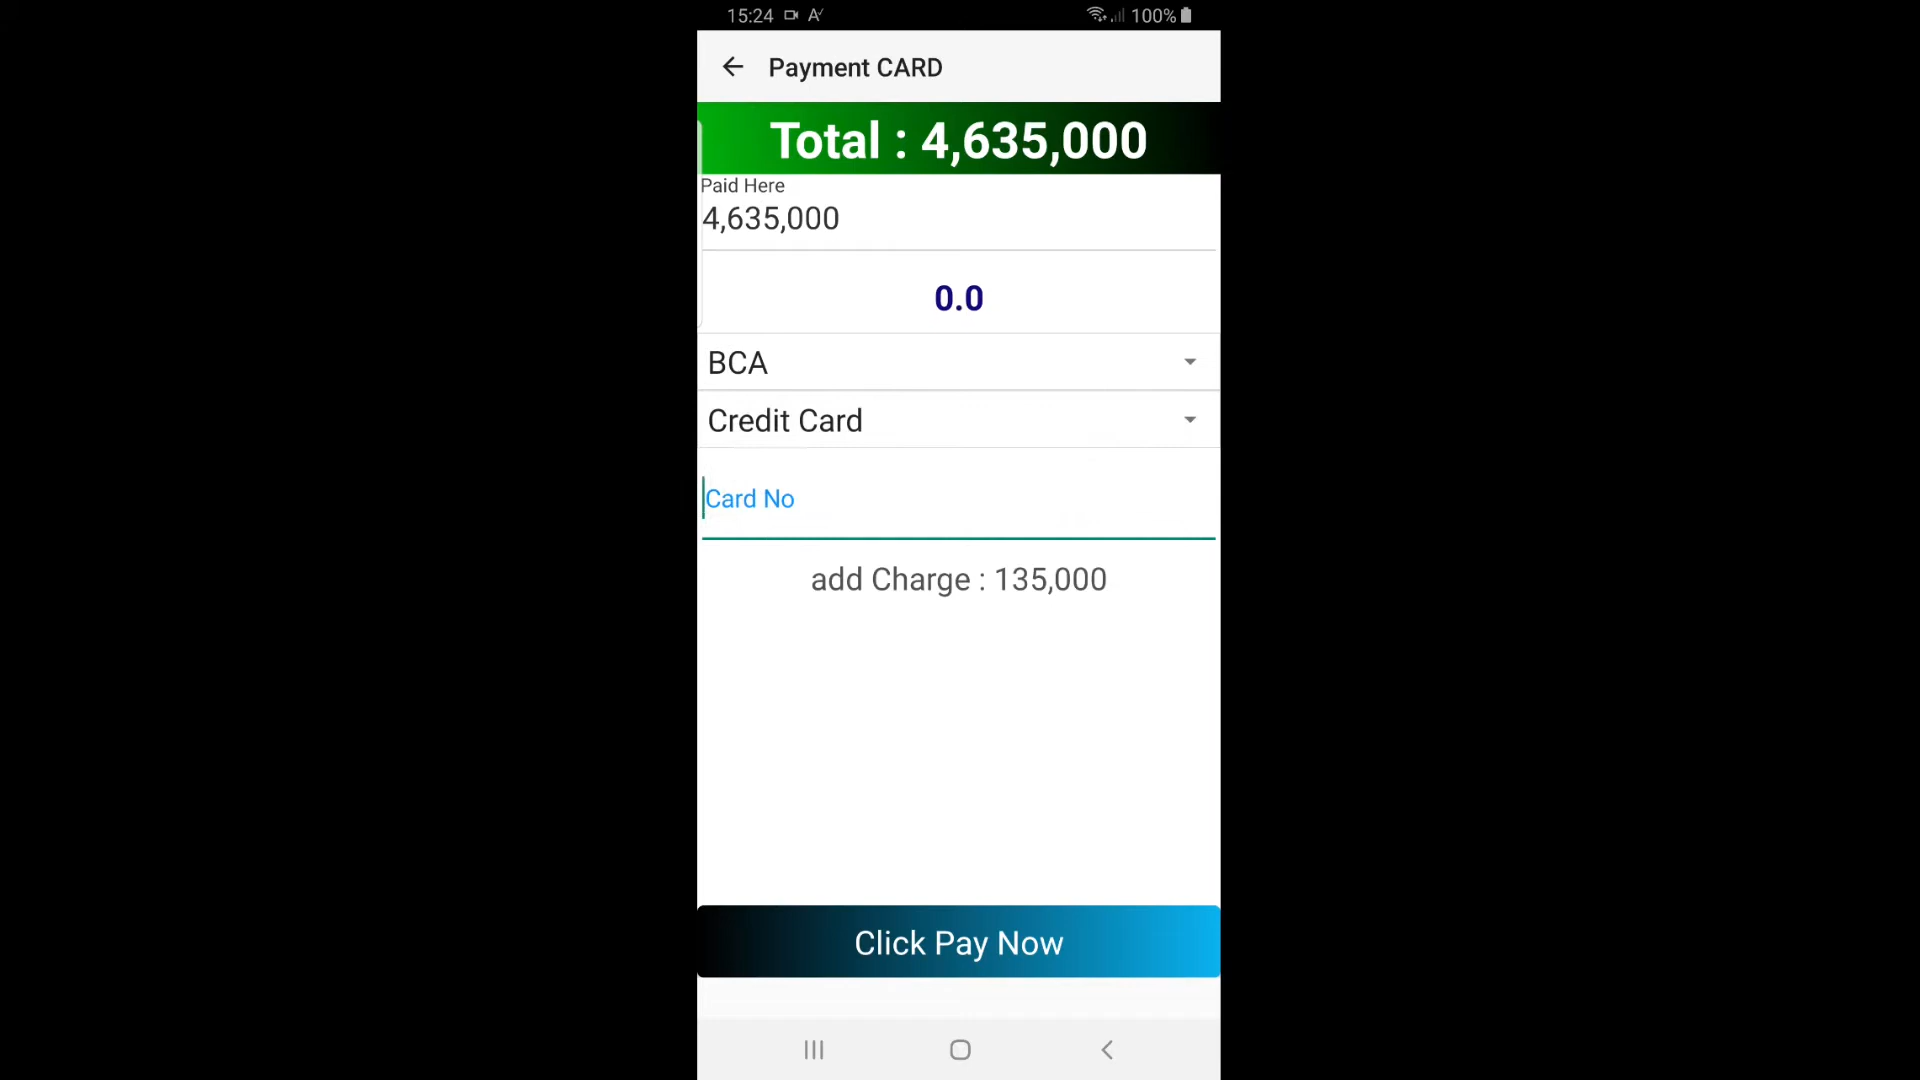 15:24 100%
Payment CARD
Total : 4,635,000
Paid Here
4,635,000
0.0
BCA
Credit Card
Card No
add Charge : 135,000
Click Pay Now